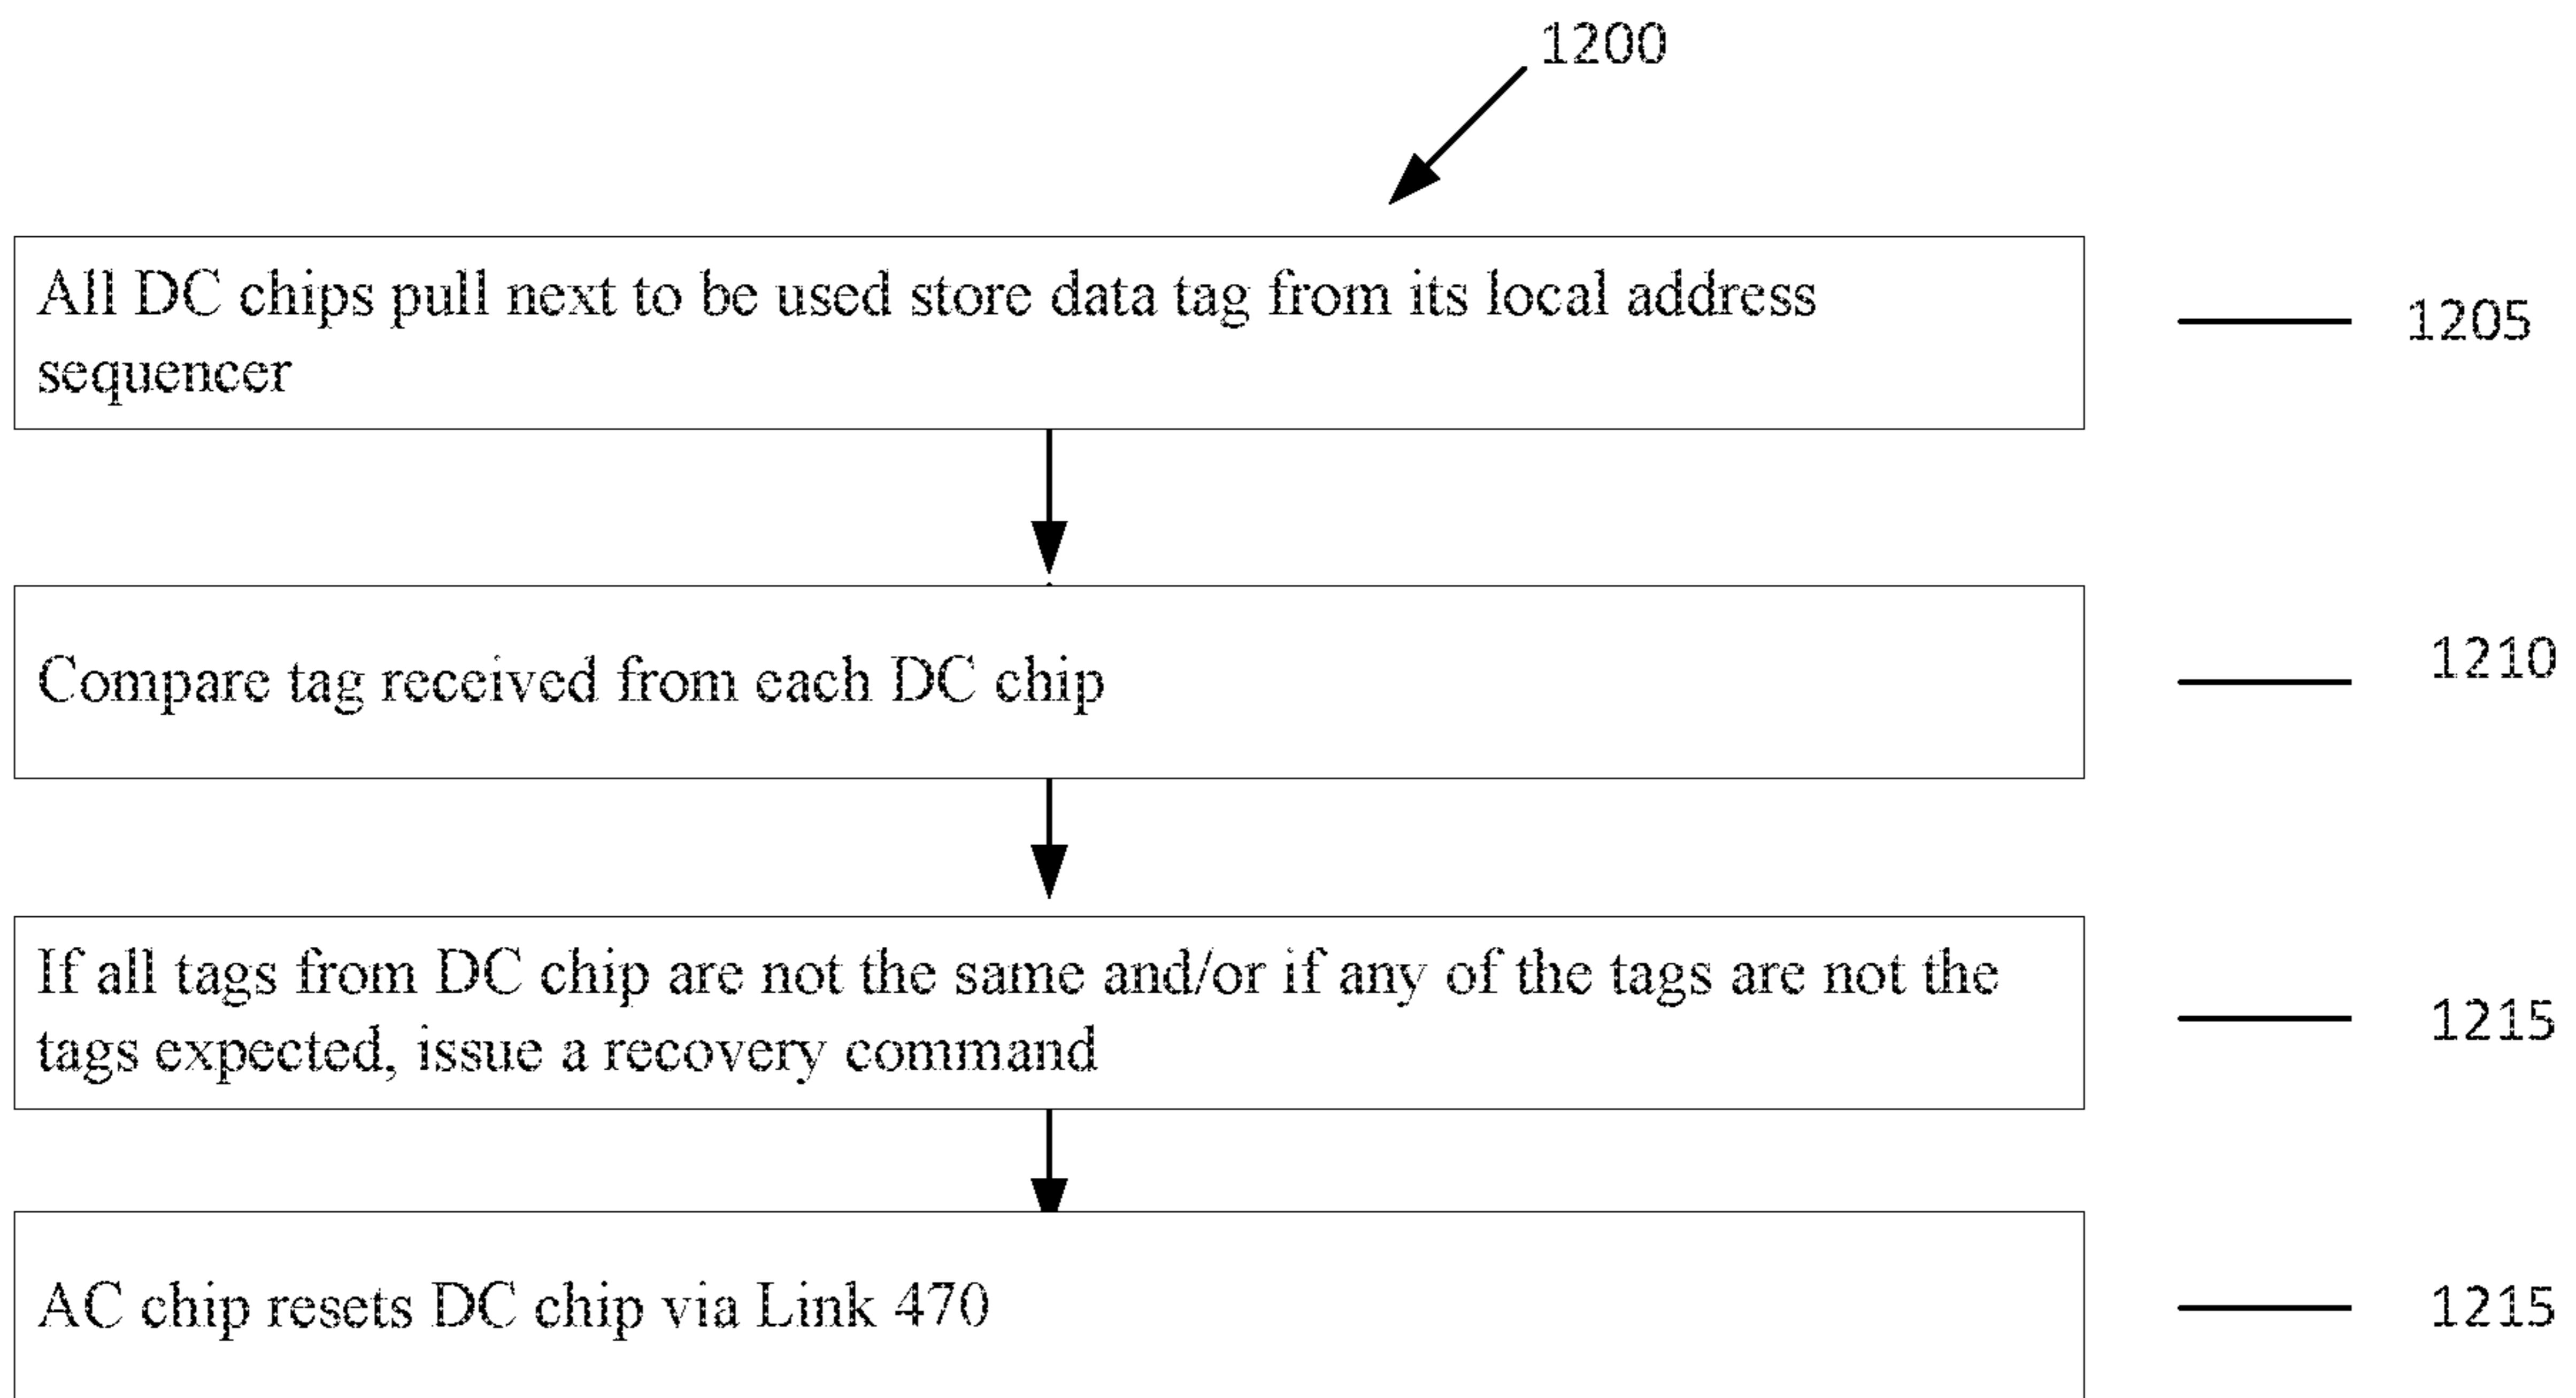 1200
All DC chips pull next to be used store data tag from its local address
sequencer
1205
Compare tag received from each DC chip
1210
If all tags from DC chip are not the same and/or if any of the tags are not the
tags expected, issue a recovery command
1215
AC chip resets DC chip via Link 470
1215